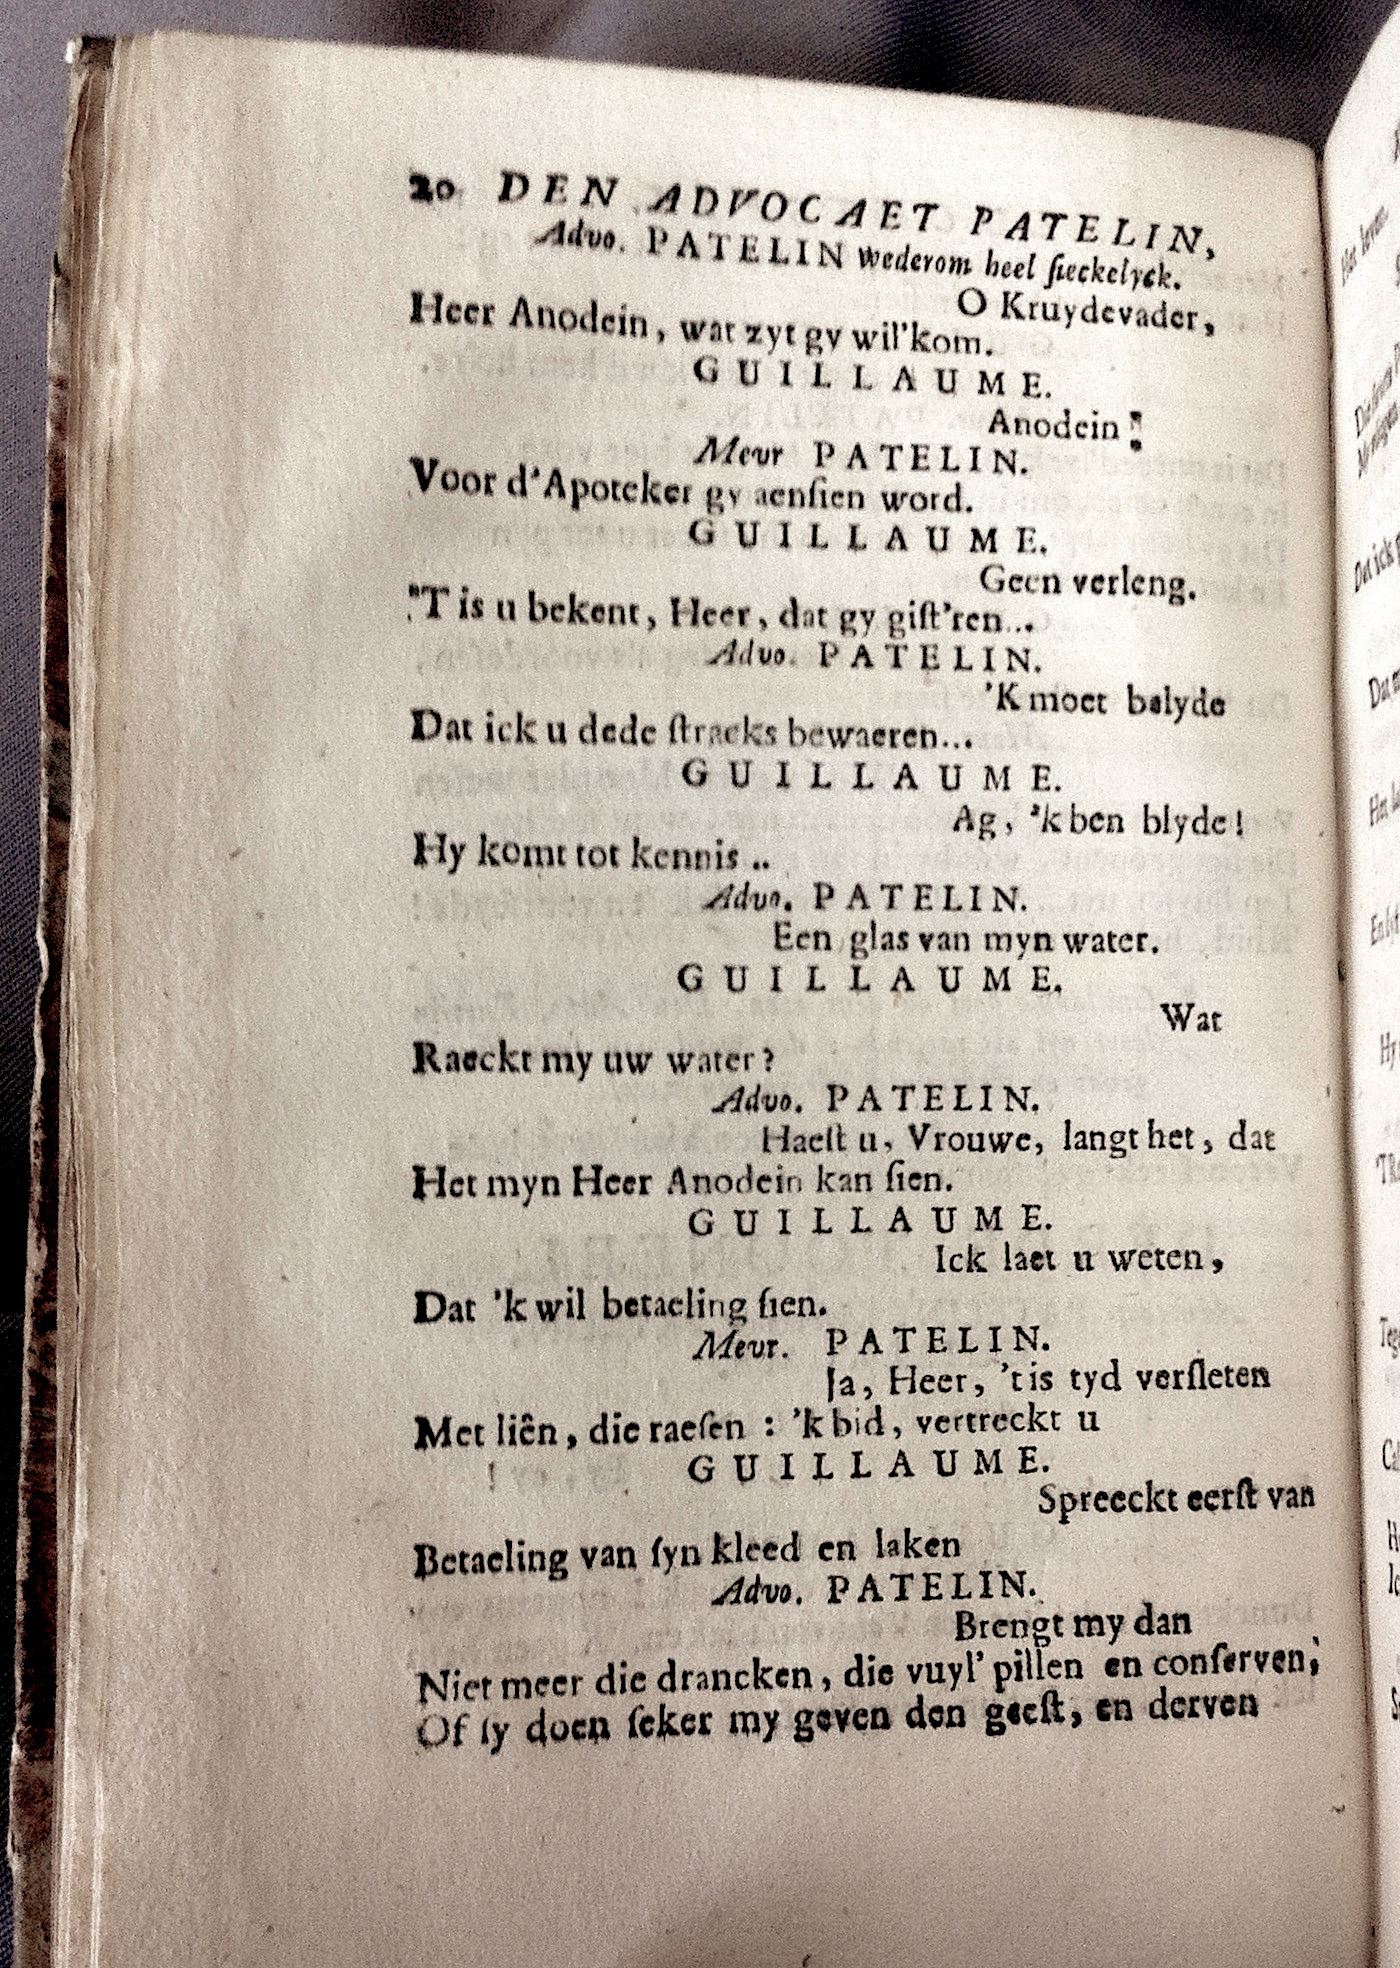 20 DEN ADVOCAET PATELIN,
Advo. PATELIN wederom heel ſieckelyck.
O Kruydevader,
Heer Anodein, wat zyt gy wil'kom.
GUILLAUME.
Anodein!
Mevr PATELIN.
Voor d'Apoteker gy aenſien word.
GUILLAUME.
Geen verleng.
'T is u bekent, Heer, dat gy giſt'ren...
Advo. PATELIN.
'K moet belyde
Dat ick u dede ſtracks bewaeren...
GUILLAUME.
Ag, 'k ben blyde!
Hy komt tot kennis ..
Advo. PATELIN.
Een glas van myn water.
GUILLAUME.
Wat
Raeckt my uw water?
Advo. PATELIN.
Haeſt u, Vrouwe, langt het, dat
Het myn Heer Anodein kan ſien.
GUILLAUME.
Ick laet u weten,
Dat 'k wil betaeling ſien.
Mevr. PATELIN.
Ja, Heer, 't is tyd verſleten
Met liên, die raeſen : 'k bid, vertreckt u
GUILLAUME.
Spreeckt eerſt van
Betaeling van ſyn kleed en laken
Advo. PATELIN.
Brengt my dan
Niet meer die drancken, die vuyl' pillen en conſerven;
Of ſy doen ſeker my geven den geeſt, en derven